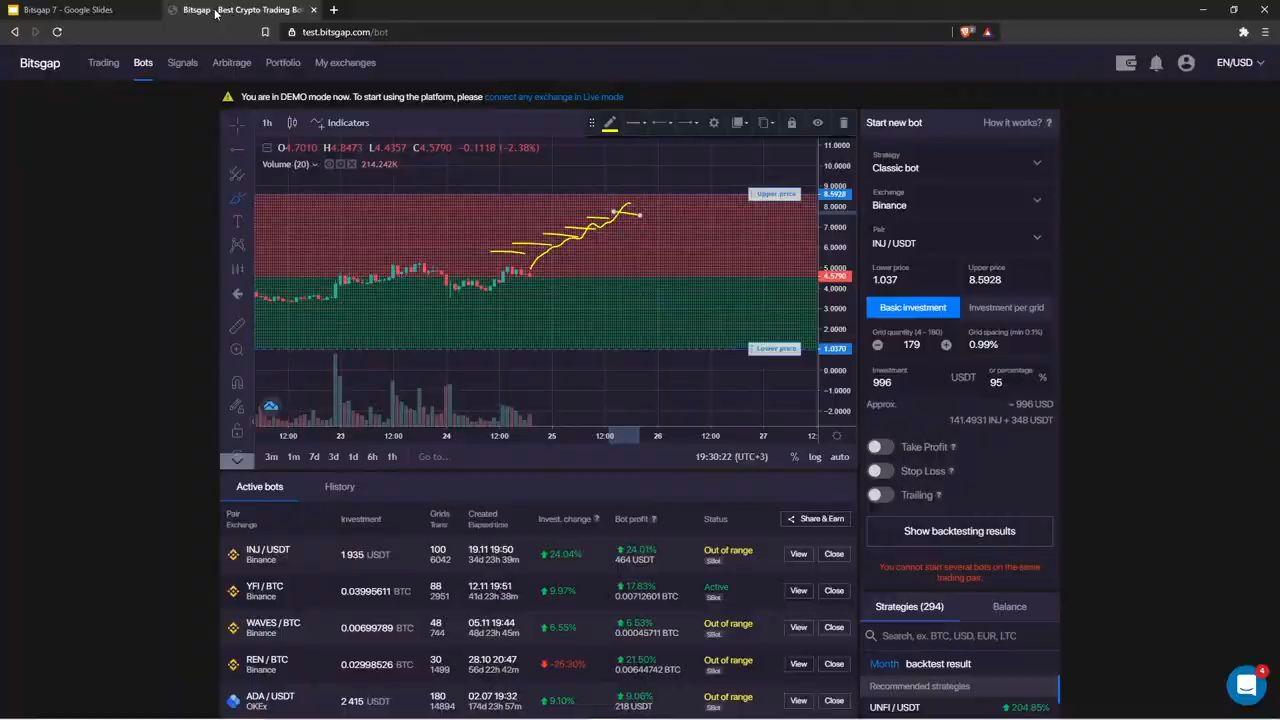 Bitsgap 7 - Google Slides
Bitsgap - Best Crypto Trading Bo
test.bitsgap.com/bot
Bitsgap Trading Bots Signals Arbitrage Portfolio My exchanges EN/USD
You are in DEMO mode now. To start using the platform, please connect any exchange in Live mode
1h Indicators
O4.7010 H4.8473 L4.4357 C4.5790 -0.1118 (-2.38%)
Volume (20) 214.242K
Upper price
Lower price
11.0000
10.0000
9.0000
8.5928
8.0000
7.0000
6.0000
5.0000
4.5790
4.0000
3.0000
2.0000
1.0370
0.0000
-1.0000
-2.0000
12:00 23 12:00 24 12:00 25 12:00 26 12:00 27 12:
3m 1m 7d 3d 1d 6h 1h Go to... 19:30:22 (UTC+3) % log auto
Start new bot How it works? ?
Strategy
Classic bot
Exchange
Binance
Pair
INJ / USDT
Lower price Upper price
1.037 8.5928
Basic investment Investment per grid
Grid quantity (4 - 180) Grid spacing (min 0.1%)
179 0.99%
Investment or percentage
996 USDT 95 %
Approx. ~ 996 USD
141.4931 INJ + 348 USDT
Take Profit ?
Stop Loss ?
Trailing ?
Show backtesting results
You cannot start several bots on the same
trading pair.
Strategies (294) Balance
Search, ex. BTC, USD, EUR, LTC
Month backtest result
Recommended strategies
UNFI / USDT 204.85%
4
Active bots History
Pair Exchange Investment Grids Trans Created Elapsed time Invest. change ? Bot profit ? Status Share & Earn
INJ / USDT Binance 1 935 USDT 100 6042 19.11 19:50 34d 23h 39m 24.04% 24.01% 464 USDT Out of range SBot View Close
YFI / BTC Binance 0.03995611 BTC 88 2951 12.11 19:51 41d 23h 38m 9.97% 17.83% 0.00712601 BTC Active SBot View Close
WAVES / BTC Binance 0.00699789 BTC 48 744 05.11 19:44 48d 23h 45m 6.55% 6.53% 0.00045711 BTC Out of range SBot View Close
REN / BTC Binance 0.02998526 BTC 30 1499 28.10 20:47 56d 22h 42m 21.50% 0.00644742 BTC Out of range SBot View Close
ADA / USDT OKEx 2 415 USDT 180 14894 02.07 19:32 174d 23h 57m 9.10% 9.06% 218 USDT Out of range SBot View Close